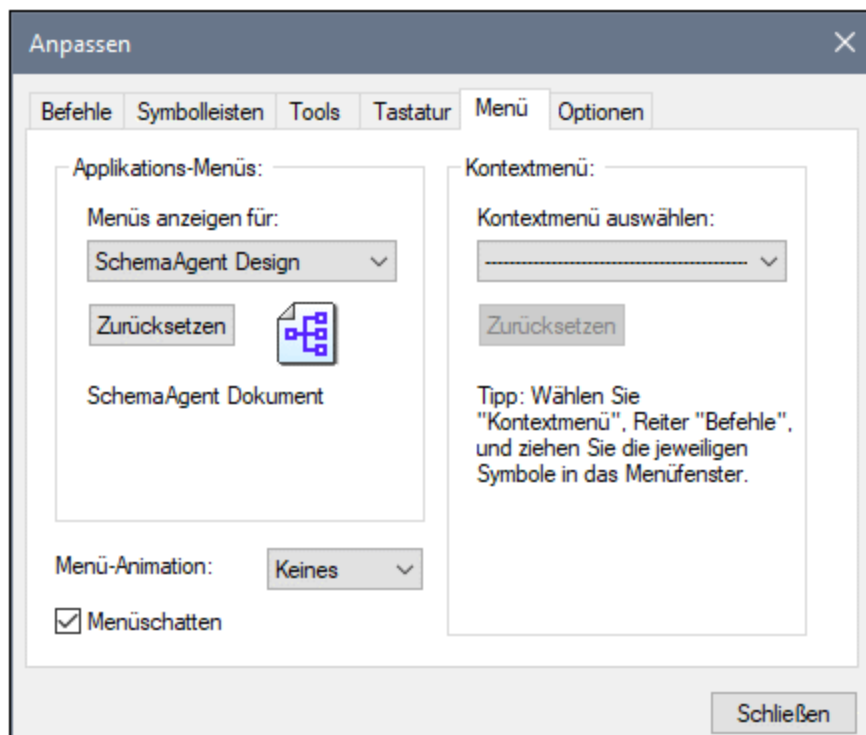 Anpassen
Befehle Symbolleisten Tools Tastatur Menü Optionen
Applikations-Menüs:
Menüs anzeigen für:
SchemaAgent Design
Zurücksetzen
SchemaAgent Dokument
Kontextmenü:
Kontextmenü auswählen:
--------------------------------------------
Zurücksetzen
Tipp: Wählen Sie
"Kontextmenü", Reiter "Befehle",
und ziehen Sie die jeweiligen
Symbole in das Menüfenster.
Menü-Animation: Keines
Menüschatten
Schließen